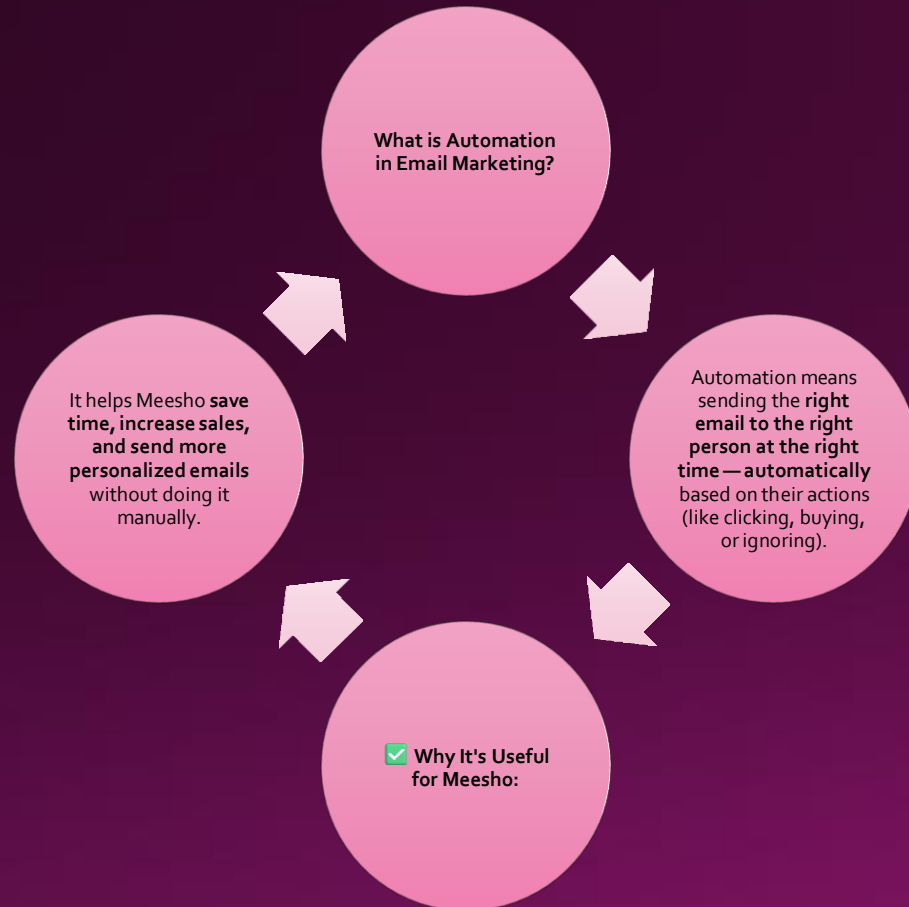 What is Automation
in Email Marketing?
Automation means
sending the right
email to the right
person at the right
time — automatically
based on their actions
(like clicking, buying,
or ignoring).
✅ Why It's Useful
for Meesho:
It helps Meesho save
time, increase sales,
and send more
personalized emails
without doing it
manually.